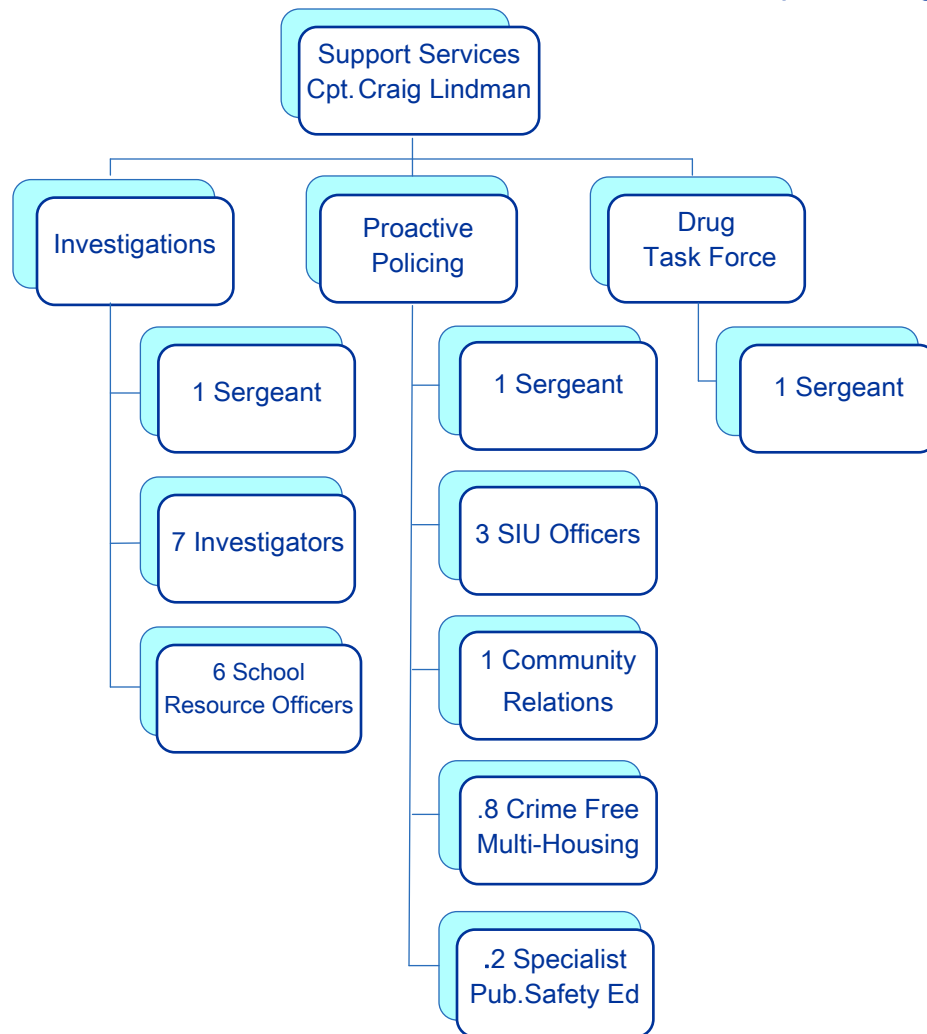 Support Services
Cpt. Craig Lindman
Investigations
Proactive
Policing
Drug
Task Force
1 Sergeant
7 Investigators
6 School
Resource Officers
1 Sergeant
3 SIU Officers
1 Community
Relations
.8 Crime Free
Multi-Housing
.2 Specialist
Pub.Safety Ed
1 Sergeant